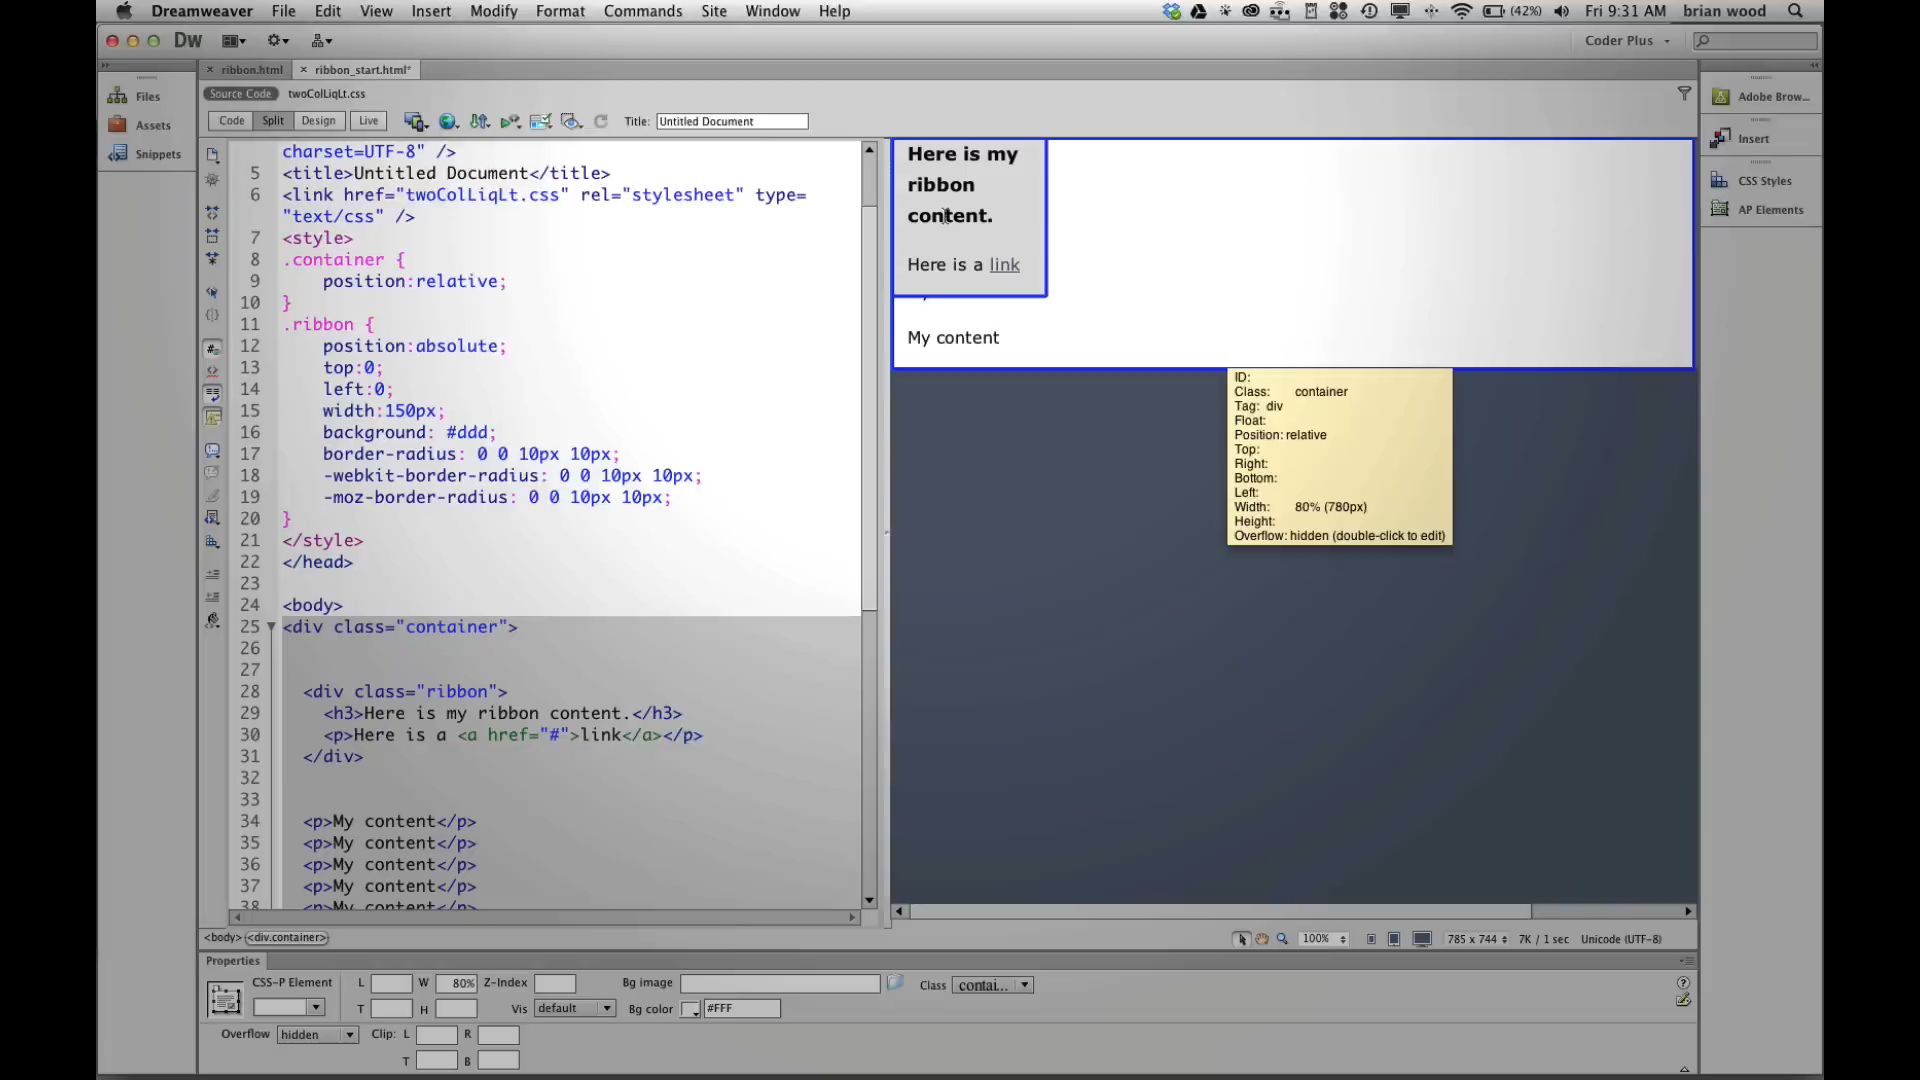 Dreamweaver File Edit View Insert Modify Format Commands Site Window Help (42%) Fri 9:31 AM brian wood
Dw Coder Plus
ribbon.html ribbon_start.html*
Source Code twoColLiqLt.css
Code Split Design Live Title: Untitled Document
Files
Assets
Snippets
charset=UTF-8" />
5 <title>Untitled Document</title>
6 <link href="twoColLiqLt.css" rel="stylesheet" type=
"text/css" />
7 <style>
8 .container {
9 position:relative;
10 }
11 .ribbon {
12 position:absolute;
13 top:0;
14 left:0;
15 width:150px;
16 background: #ddd;
17 border-radius: 0 0 10px 10px;
18 -webkit-border-radius: 0 0 10px 10px;
19 -moz-border-radius: 0 0 10px 10px;
20 }
21 </style>
22 </head>
23
24 <body>
25 <div class="container">
26
27
28 <div class="ribbon">
29 <h3>Here is my ribbon content.</h3>
30 <p>Here is a <a href="#">link</a></p>
31 </div>
32
33
34 <p>My content</p>
35 <p>My content</p>
36 <p>My content</p>
37 <p>My content</p>
38 <p>My content</p>
Here is my
ribbon
content.
Here is a link
My content
ID:
Class: container
Tag: div
Float:
Position: relative
Top:
Right:
Bottom:
Left:
Width: 80% (780px)
Height:
Overflow: hidden (double-click to edit)
Adobe Brow...
Insert
CSS Styles
AP Elements
<body> <div.container> 100% 785 x 744 7K / 1 sec Unicode (UTF-8)
Properties
CSS-P Element L W 80% Z-Index Bg image Class contai...
T H Vis default Bg color #FFF
Overflow hidden Clip: L R
T B